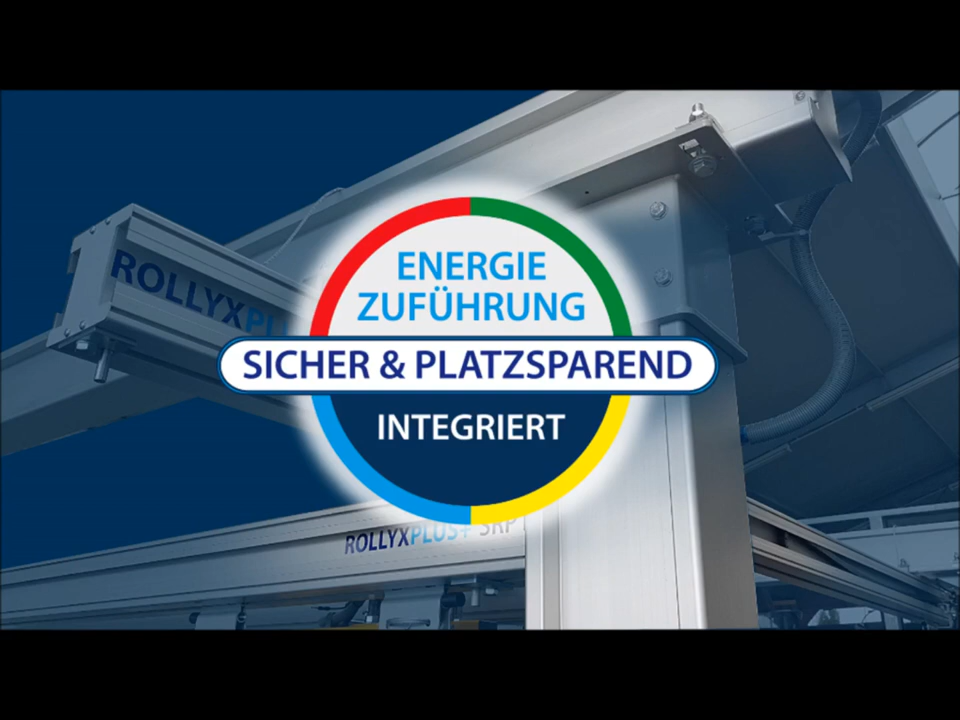 ROLLYXPLU
ENERGIE
ZUFÜHRUNG
SICHER & PLATZSPAREND
INTEGRIERT
ROLLYXPLUS+ SRP